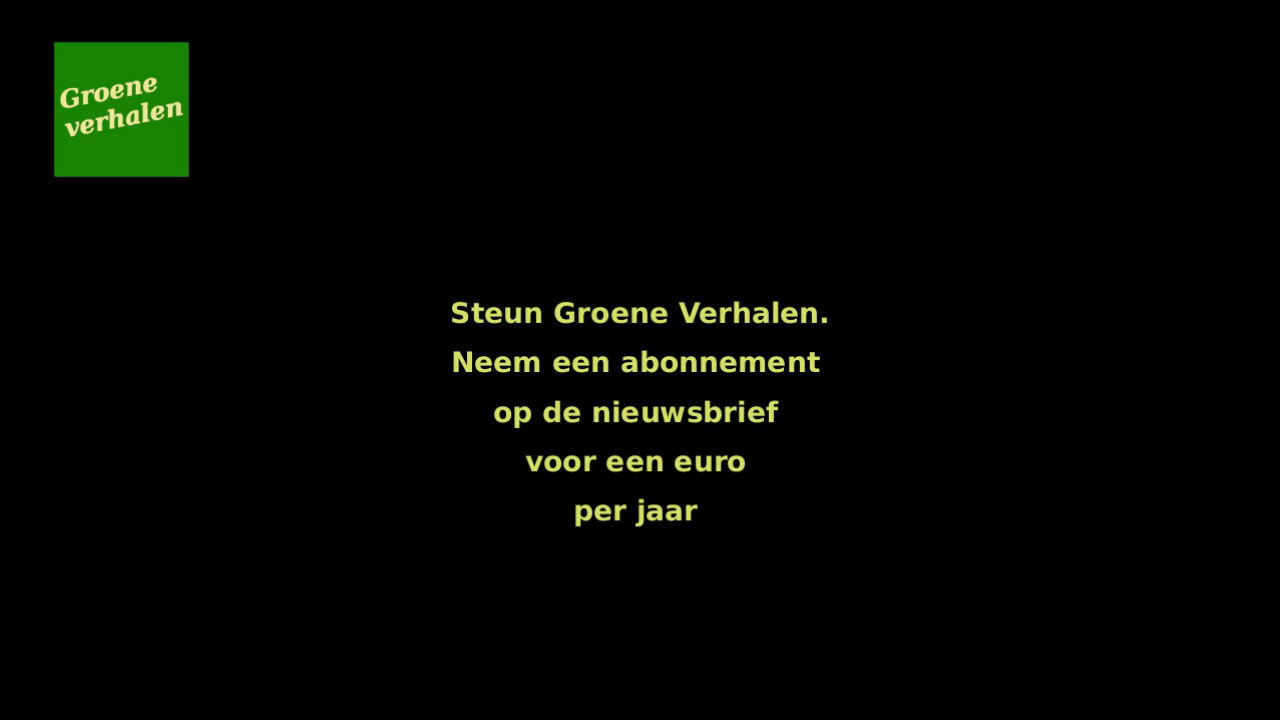 Groene
verhalen
Steun Groene Verhalen.
Neem een abonnement
op de nieuwsbrief
voor een euro
per jaar